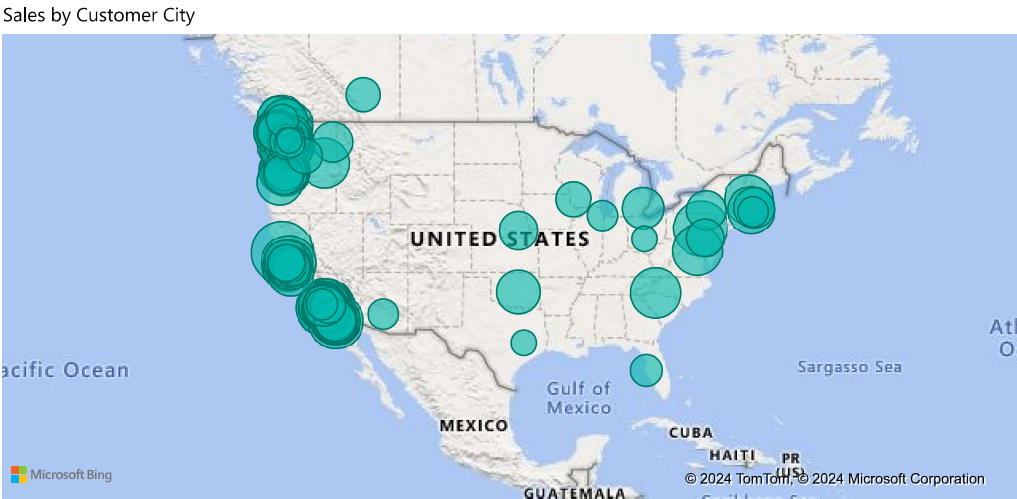 Sales by Customer City
UNITED STATES
Atl
O
acific Ocean
Sargasso Sea
Gulf of
Mexico
MEXICO
CUBA
HAITI
PR
(US)
Microsoft Bing
© 2024 TomTom, © 2024 Microsoft Corporation
GUATEMALA